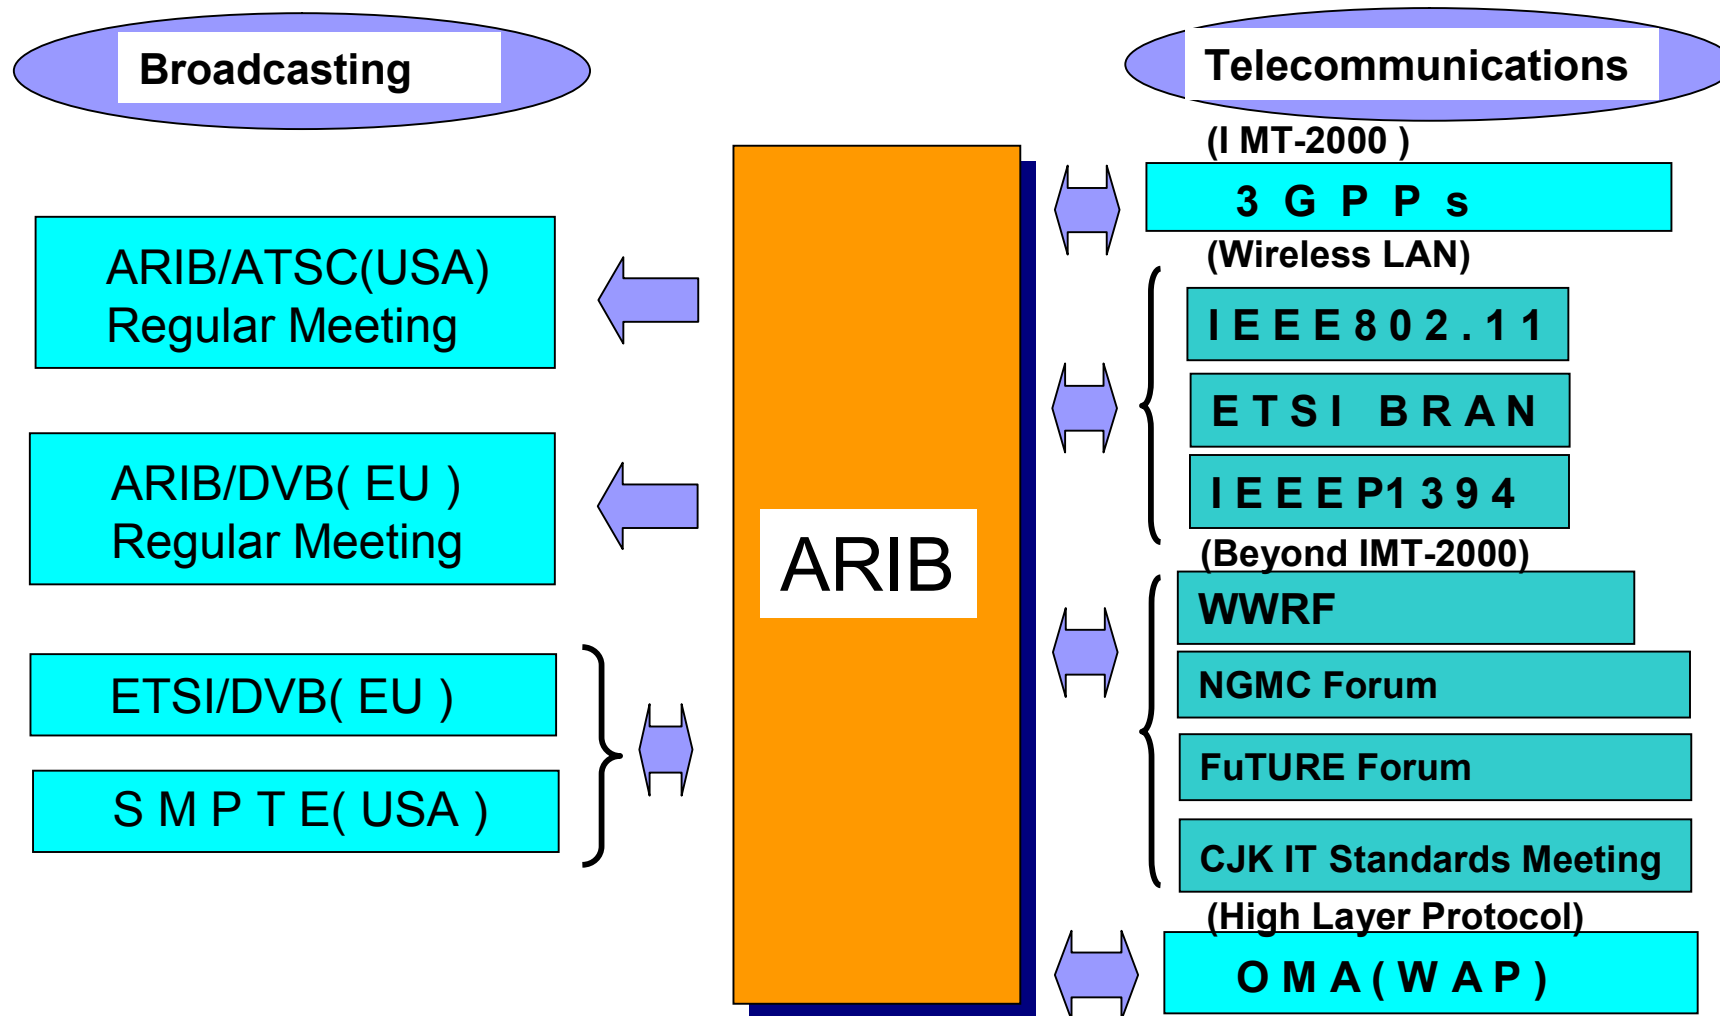 Broadcasting
ARIB/ATSC(USA)
Regular Meeting
ARIB/DVB( EU )
Regular Meeting
ETSI/DVB( EU )
S M P T E( USA )
ARIB
Telecommunications
(I MT-2000 )
3 G P P s
(Wireless LAN)
I E E E 8 0 2 . 1 1
E T S I B R A N
I E E E P1 3 9 4
(Beyond IMT-2000)
WWRF
NGMC Forum
FuTURE Forum
CJK IT Standards Meeting
(High Layer Protocol)
O M A ( W A P )